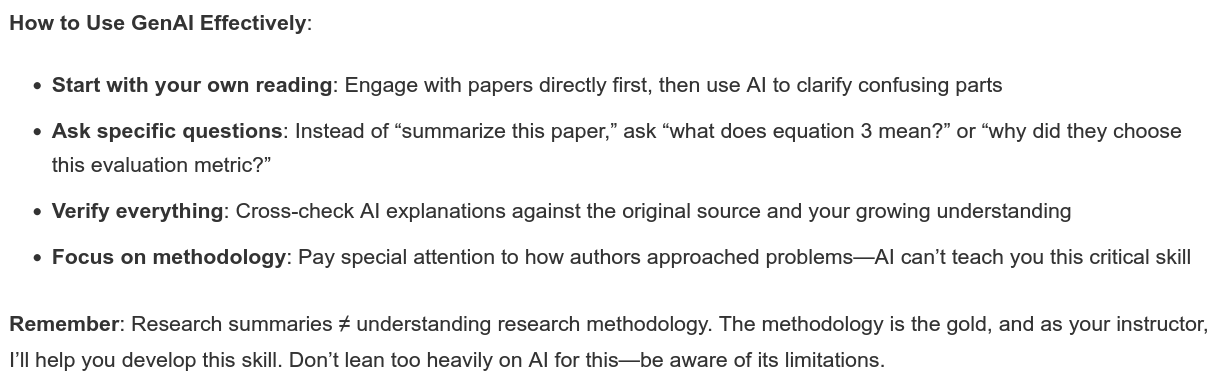 How to Use GenAI Effectively:
• Start with your own reading: Engage with papers directly first, then use AI to clarify confusing parts
• Ask specific questions: Instead of “summarize this paper,” ask “what does equation 3 mean?” or “why did they choose
this evaluation metric?”
• Verify everything: Cross-check AI explanations against the original source and your growing understanding
• Focus on methodology: Pay special attention to how authors approached problems—AI can’t teach you this critical skill
Remember: Research summaries ≠ understanding research methodology. The methodology is the gold, and as your instructor,
I’ll help you develop this skill. Don’t lean too heavily on AI for this—be aware of its limitations.